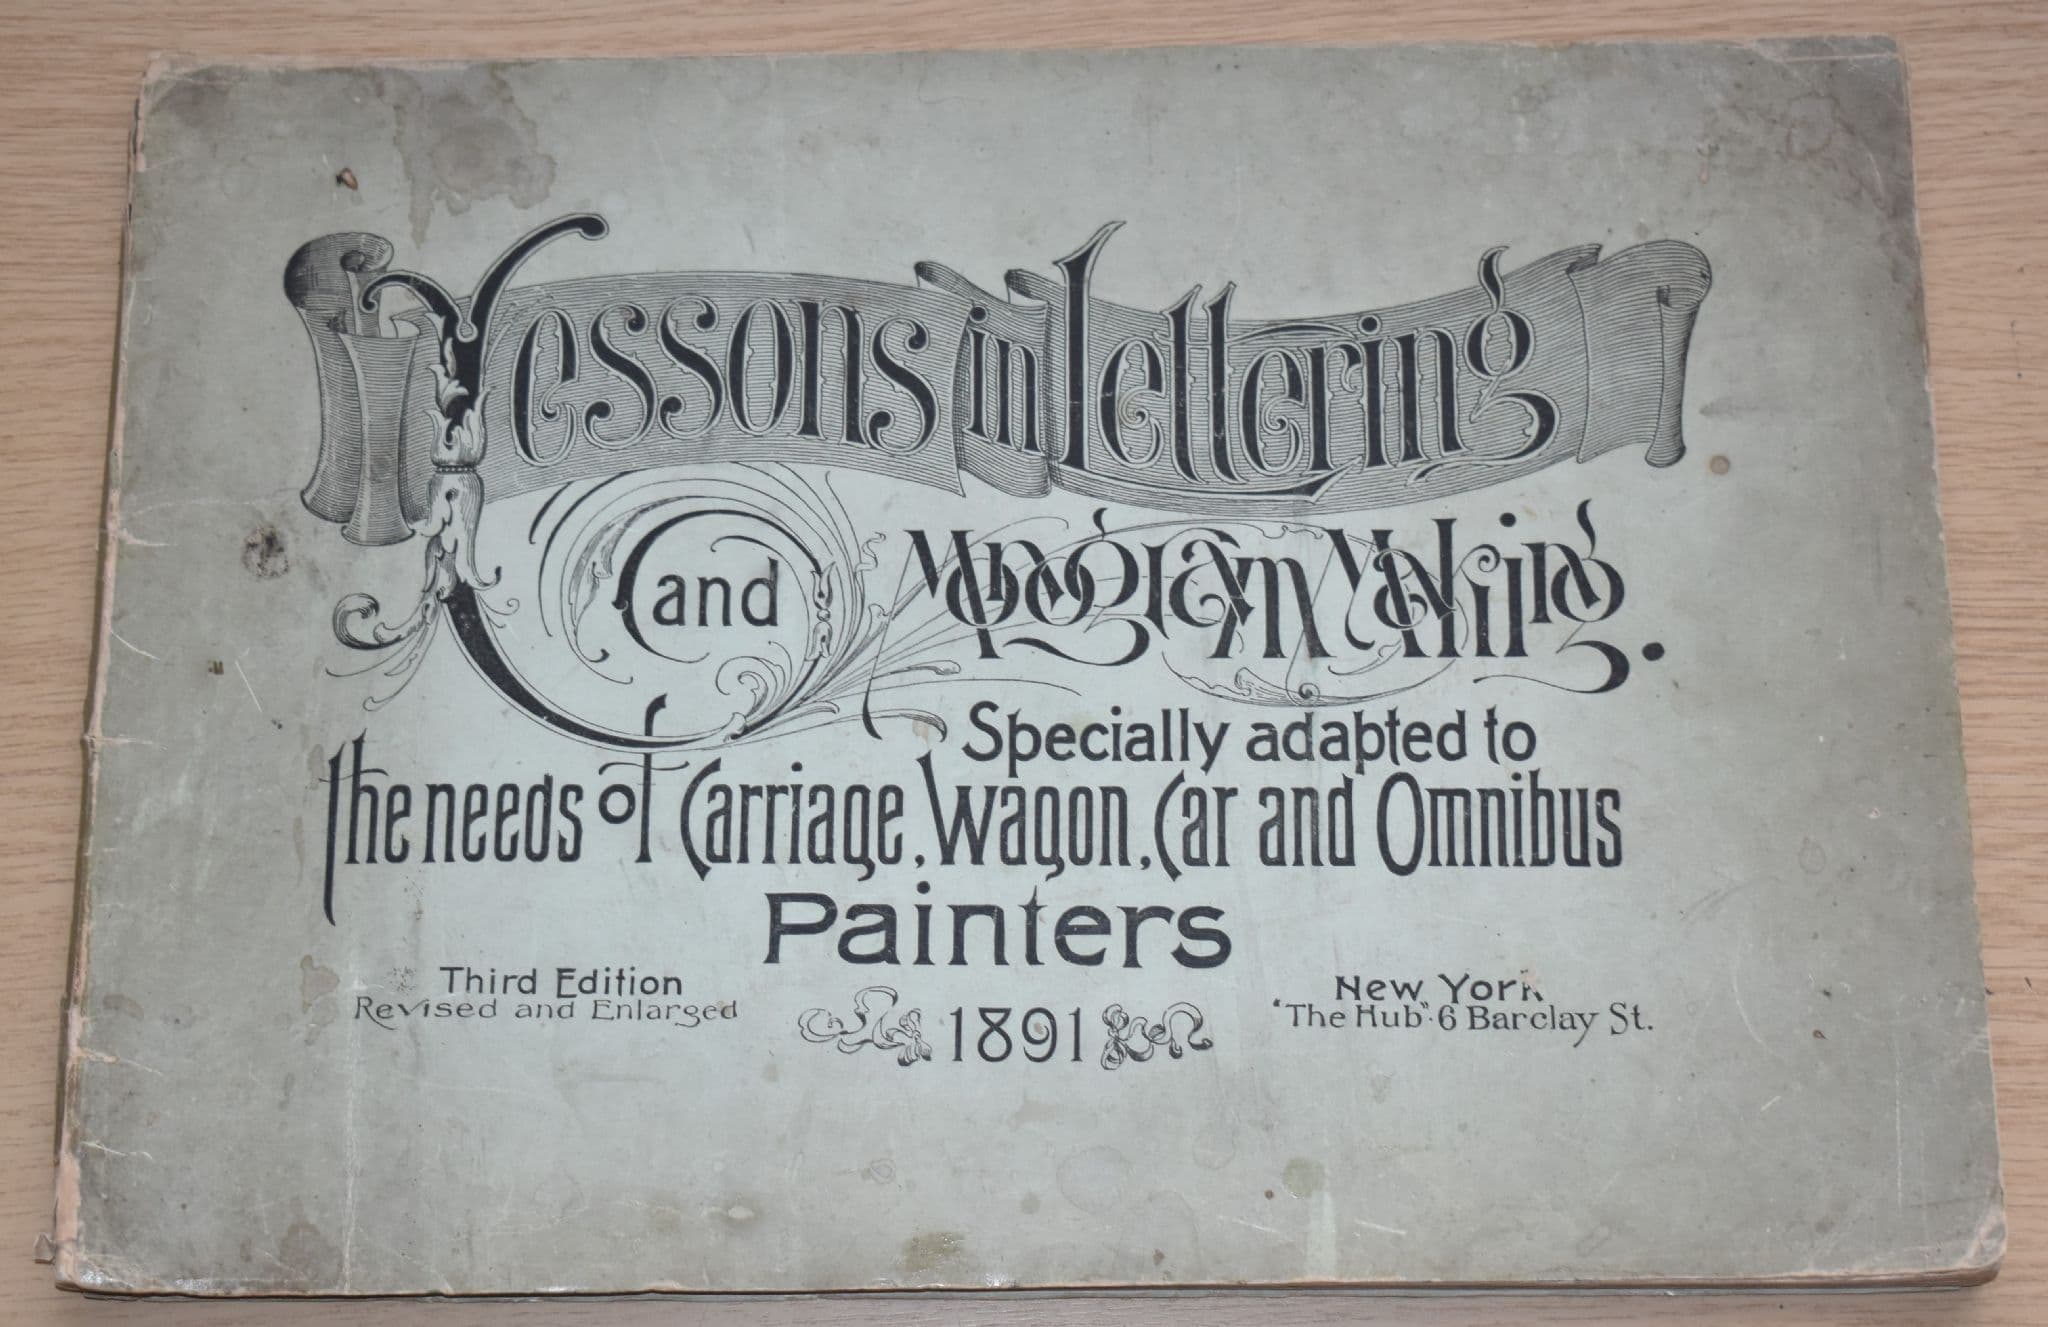 Lessons in Lettering
and Monogram Making.
Specially adapted to
the needs of Carriage, Wagon, Car and Omnibus
Painters
Third Edition
Revised and Enlarged
1891
New York
"The Hub" 6 Barclay St.